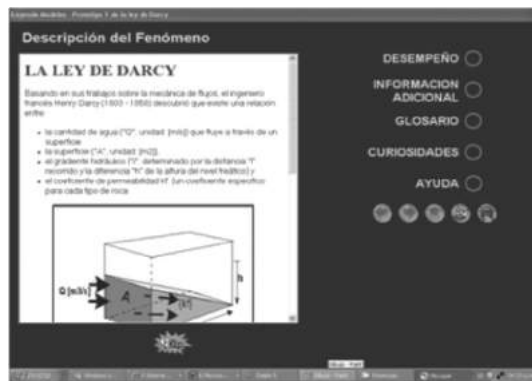 Descripción del Fenómeno
LA LEY DE DARCY
Basando en sus trabajos sobre la mecánica de flujos, el ingeniero
francés Henry Darcy (1803 - 1858) descubrió que existe una relación
entre
la cantidad de agua ("Q", unidad: [m/s]) que fluye a través de un
superficie
la superficie ("A", unidad: [m2]),
el gradiente hidráulico ("i", determinado por la distancia "l"
recorrido y la diferencia "h" de la altura del nivel freático) y
el coeficiente de permeabilidad Kf (un coeficiente específico
para cada tipo de roca
Q [m3/s]
A
h
DESEMPEÑO
INFORMACION
ADICIONAL
GLOSARIO
CURIOSIDADES
AYUDA